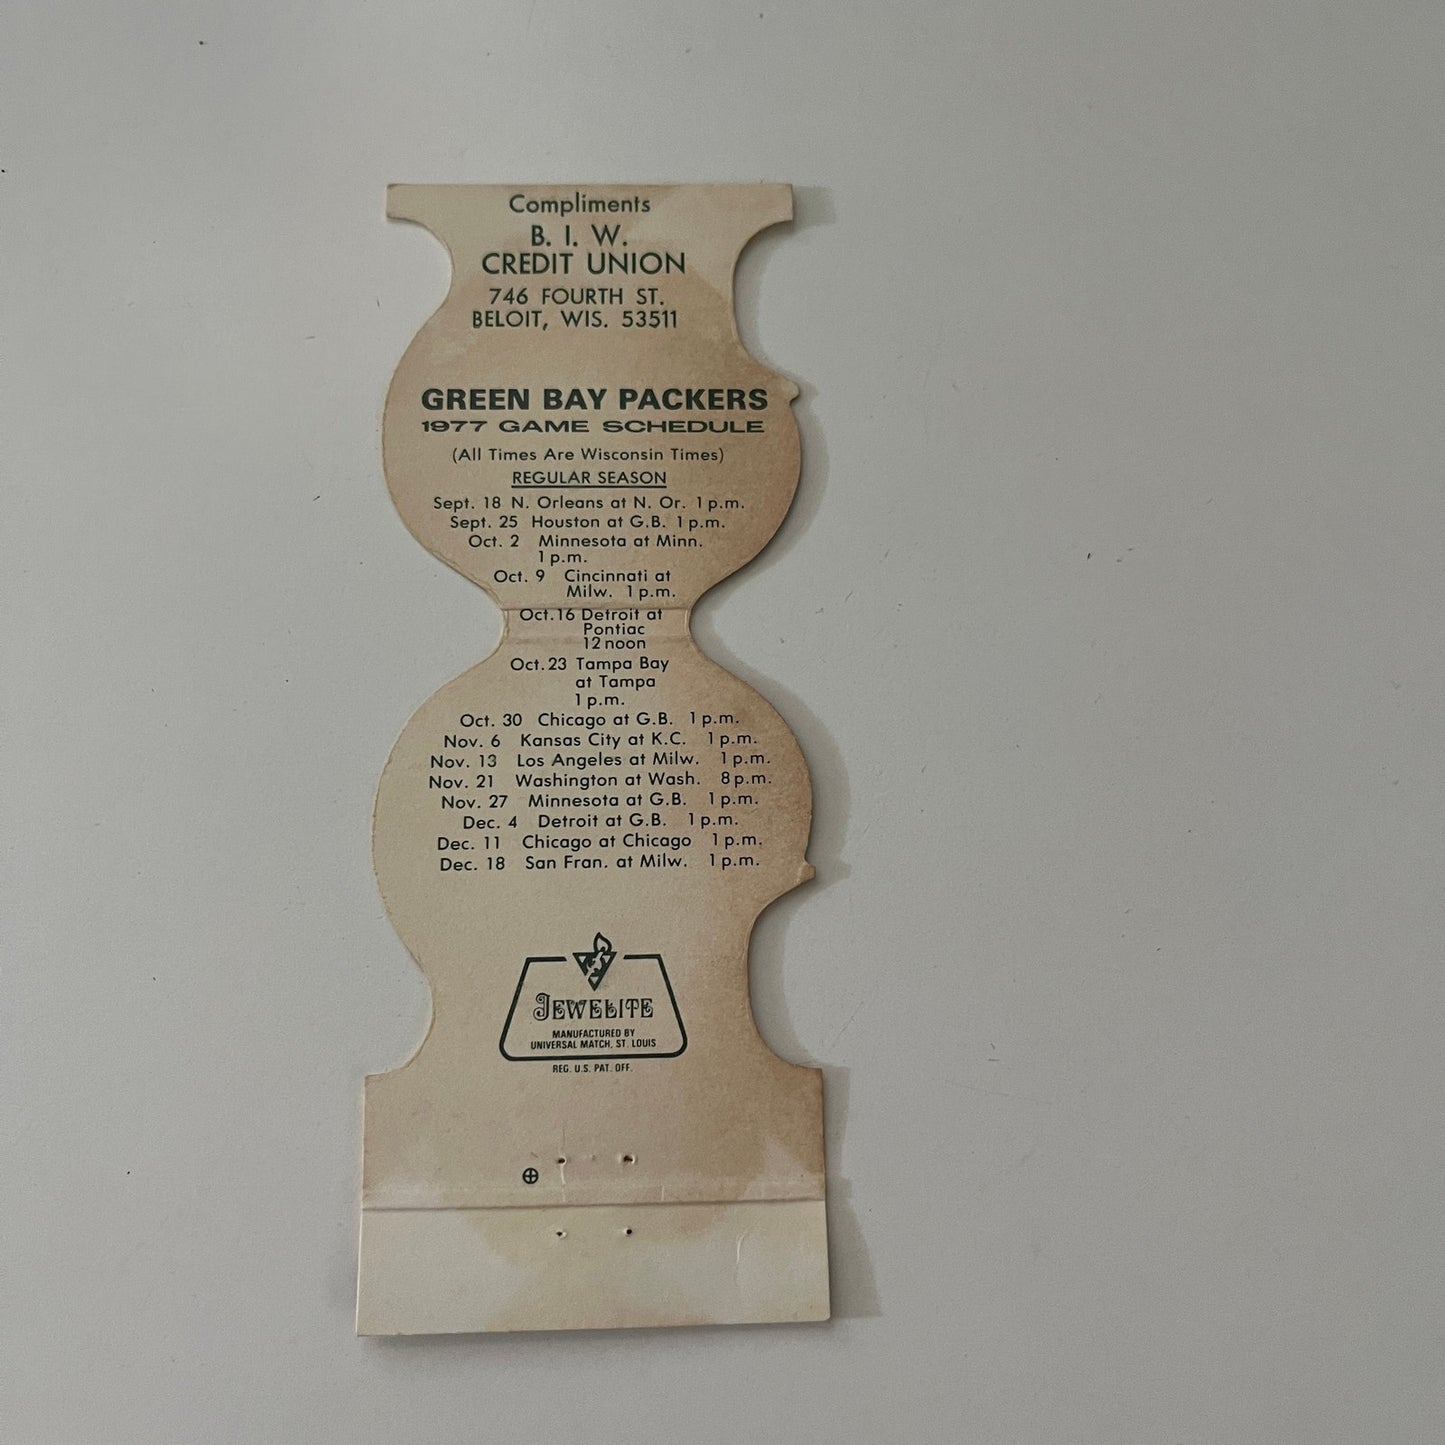 Compliments
B. I. W.
CREDIT UNION
746 FOURTH ST.
BELOIT, WIS. 53511
GREEN BAY PACKERS
1977 GAME SCHEDULE
(All Times Are Wisconsin Times)
REGULAR SEASON
Sept. 18 N. Orleans at N. Or. 1 p.m.
Sept. 25 Houston at G.B. 1 p.m.
Oct. 2 Minnesota at Minn.
1 p.m.
Oct. 9 Cincinnati at
Milw. 1 p.m.
Oct. 16 Detroit at
Pontiac
12 noon
Oct. 23 Tampa Bay
at Tampa
1 p.m.
Oct. 30 Chicago at G.B. 1 p.m.
Nov. 6 Kansas City at K.C. 1 p.m.
Nov. 13 Los Angeles at Milw. 1 p.m.
Nov. 21 Washington at Wash. 8 p.m.
Nov. 27 Minnesota at G.B. 1 p.m.
Dec. 4 Detroit at G.B. 1 p.m.
Dec. 11 Chicago at Chicago 1 p.m.
Dec. 18 San Fran. at Milw. 1 p.m.
JEWELITE
MANUFACTURED BY
UNIVERSAL MATCH, ST. LOUIS
REG. U.S. PAT. OFF.